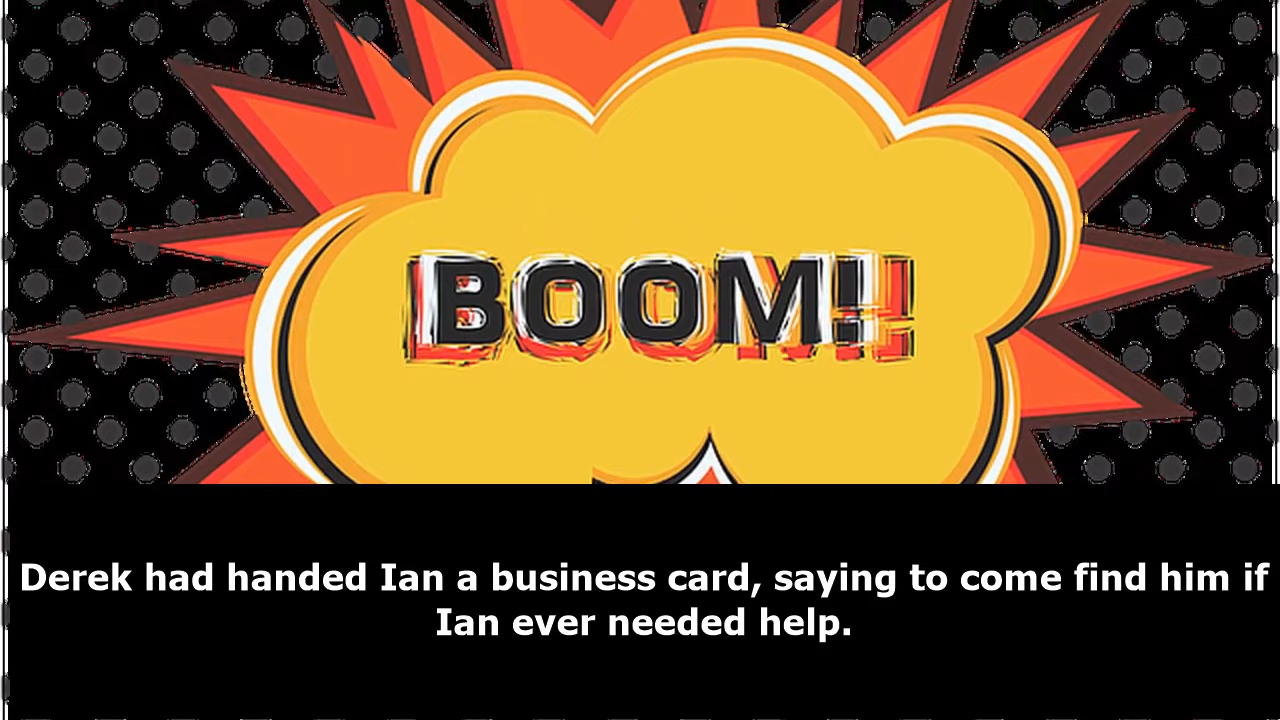 BOOM!!
Derek had handed Ian a business card, saying to come find him if
Ian ever needed help.